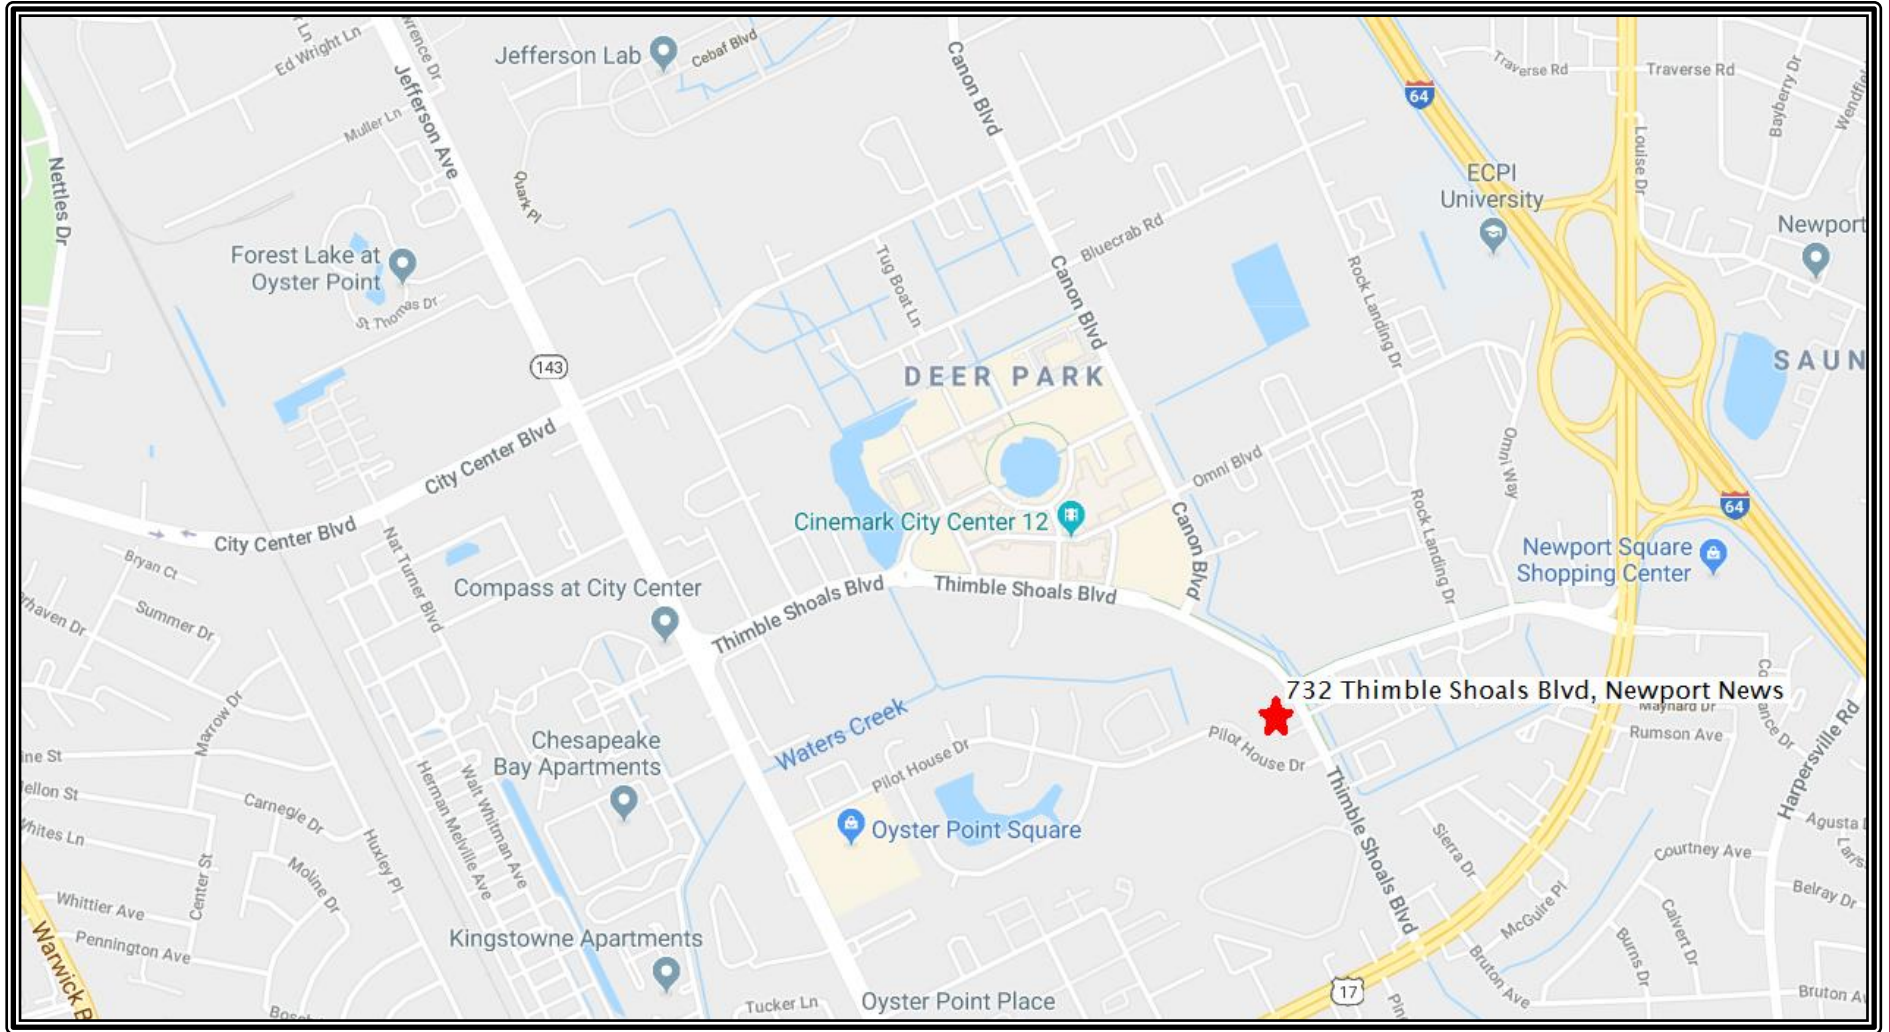 Ed Wright Ln
Jefferson Lab
Cebaf Blvd
Canon Blvd
Jefferson Ave
Muller Ln
64
Traverse Rd
Traverse Rd
Bayberry Dr
Louise Dr
Nettles Dr
Quark Pl
ECPI
University
Newport
Forest Lake at
Oyster Point
St Thomas Dr
Tug Boat Ln
Bluecrab Rd
Canon Blvd
Rock Landing Dr
143
DEER PARK
SAUN
City Center Blvd
Omni Blvd
Omni Way
Rock Landing Dr
64
City Center Blvd
Cinemark City Center 12
Canon Blvd
Newport Square
Shopping Center
Bryan Ct
Nat Turner Blvd
Compass at City Center
Thimble Shoals Blvd
Thimble Shoals Blvd
Summer Dr
732 Thimble Shoals Blvd, Newport News
Maynard Dr
Rumson Ave
Harpersville Rd
Marrow Dr
Waters Creek
Pilot House Dr
Pilot House Dr
Chesapeake
Bay Apartments
Thimble Shoals Blvd
Carnegie Dr
Huxley Pl
Herman Melville Ave
Walt Whitman Ave
Oyster Point Square
Sierra Dr
Courtney Ave
Agusta
Moline Dr
Center St
Whittier Ave
Pennington Ave
Warwick B
Kingstowne Apartments
McGuire Pl
Belray Dr
Calvert Dr
Burns Dr
Bruton Ave
Bruton A
17
Tucker Ln
Oyster Point Place